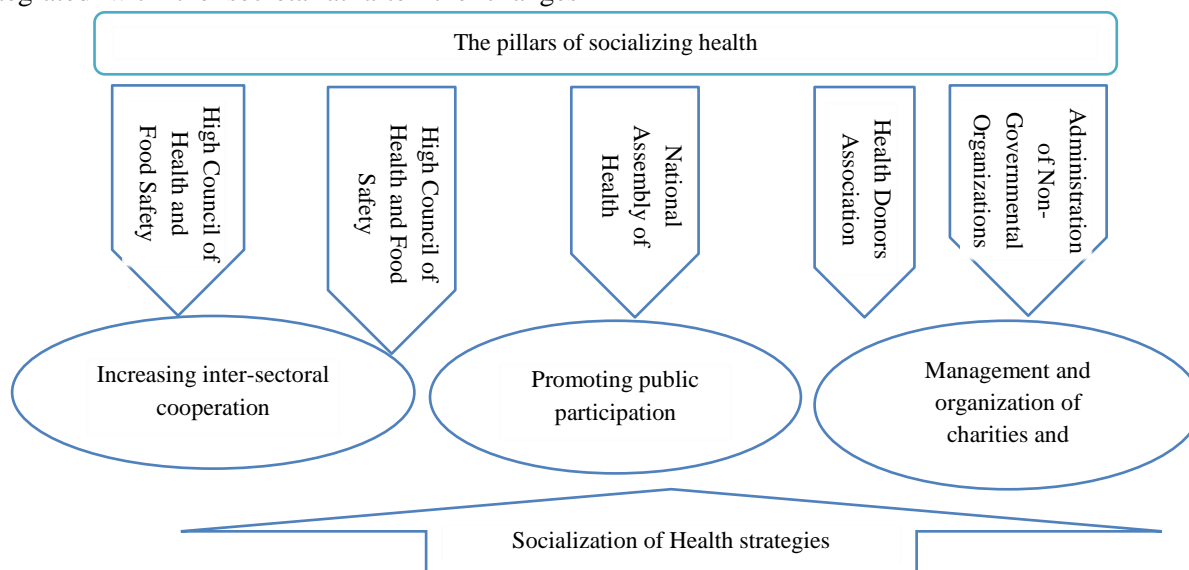 The pillars of socializing health
High Council of
Health and
Food Safety
High Council of
Health and Food
Safety
National
Assembly of
Health
Health Donors
Association
Administration
of Non-
Governmental
Organizations
Increasing inter-sectoral
cooperation
Promoting public
participation
Management and
organization of
charities and
Socialization of Health strategies